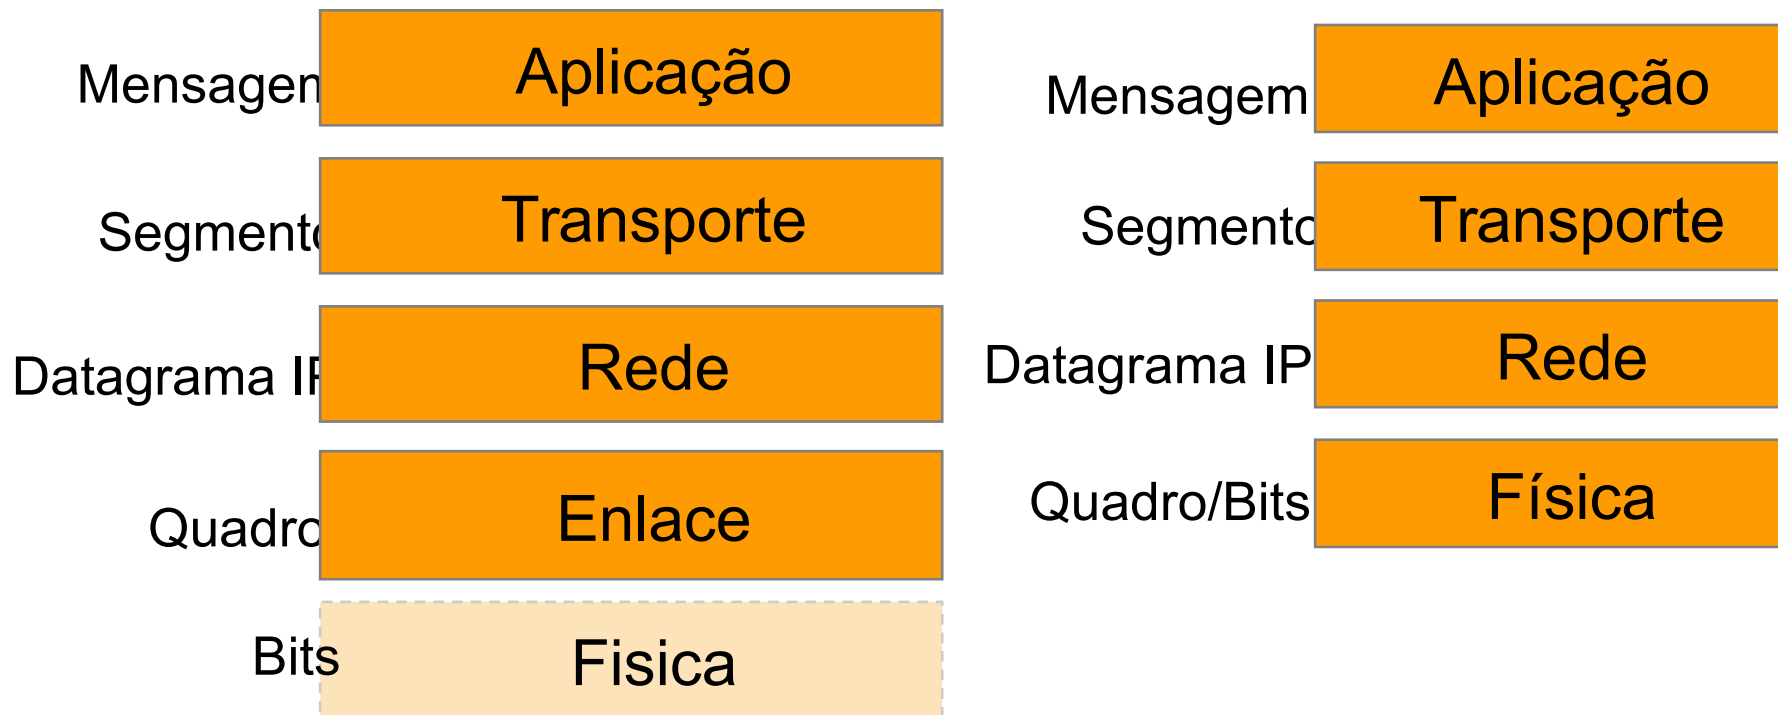 Mensagem
Aplicação
Segmento
Transporte
Datagrama IP
Rede
Quadro
Enlace
Bits
Fisica
Mensagem
Aplicação
Segmento
Transporte
Datagrama IP
Rede
Quadro/Bits
Física